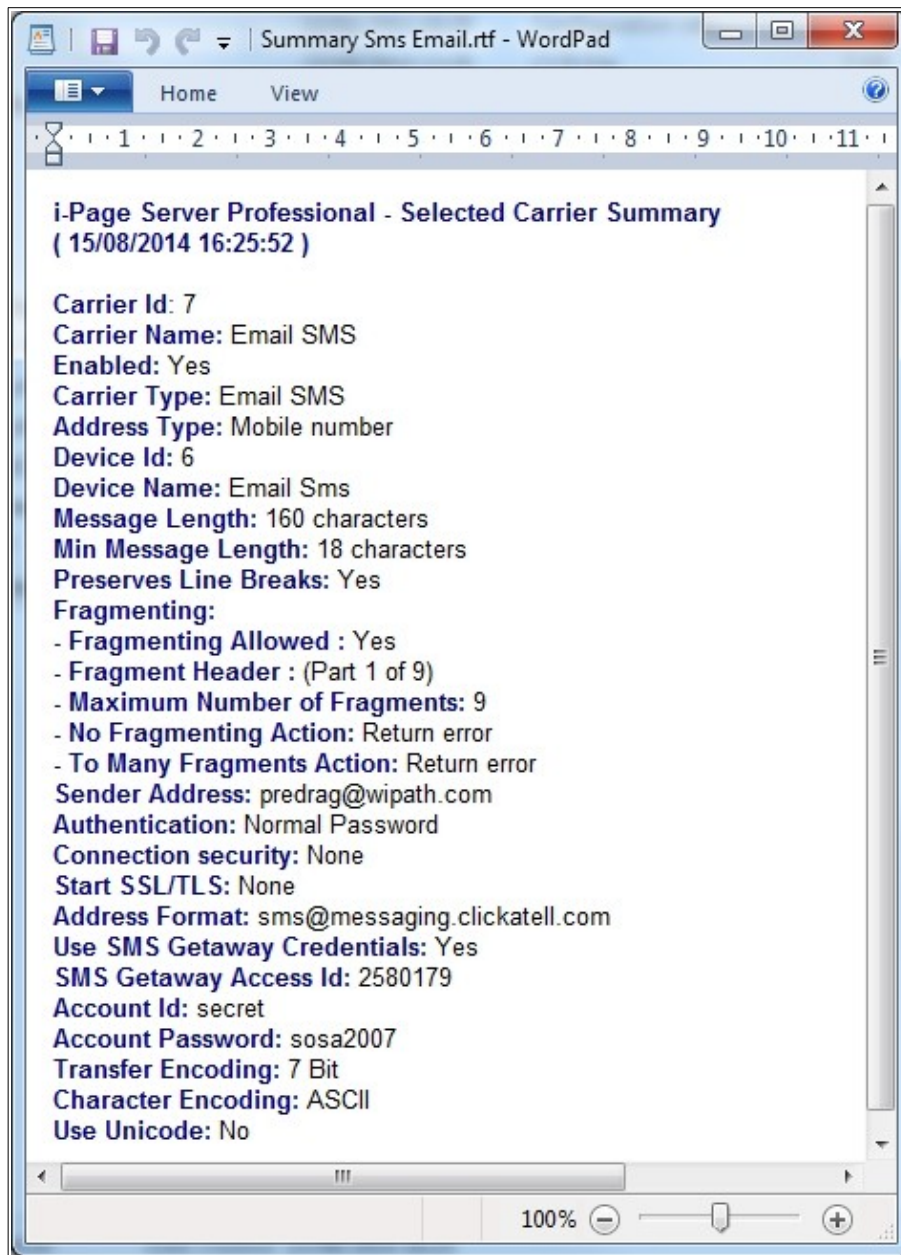 Summary Sms Email.rtf - WordPad
Home View
1 2 3 4 5 6 7 8 9 10 11
i-Page Server Professional - Selected Carrier Summary
( 15/08/2014 16:25:52 )
Carrier Id: 7
Carrier Name: Email SMS
Enabled: Yes
Carrier Type: Email SMS
Address Type: Mobile number
Device Id: 6
Device Name: Email Sms
Message Length: 160 characters
Min Message Length: 18 characters
Preserves Line Breaks: Yes
Fragmenting:
- Fragmenting Allowed : Yes
- Fragment Header : (Part 1 of 9)
- Maximum Number of Fragments: 9
- No Fragmenting Action: Return error
- To Many Fragments Action: Return error
Sender Address: predrag@wipath.com
Authentication: Normal Password
Connection security: None
Start SSL/TLS: None
Address Format: sms@messaging.clickatell.com
Use SMS Getaway Credentials: Yes
SMS Getaway Access Id: 2580179
Account Id: secret
Account Password: sosa2007
Transfer Encoding: 7 Bit
Character Encoding: ASCII
Use Unicode: No
100%